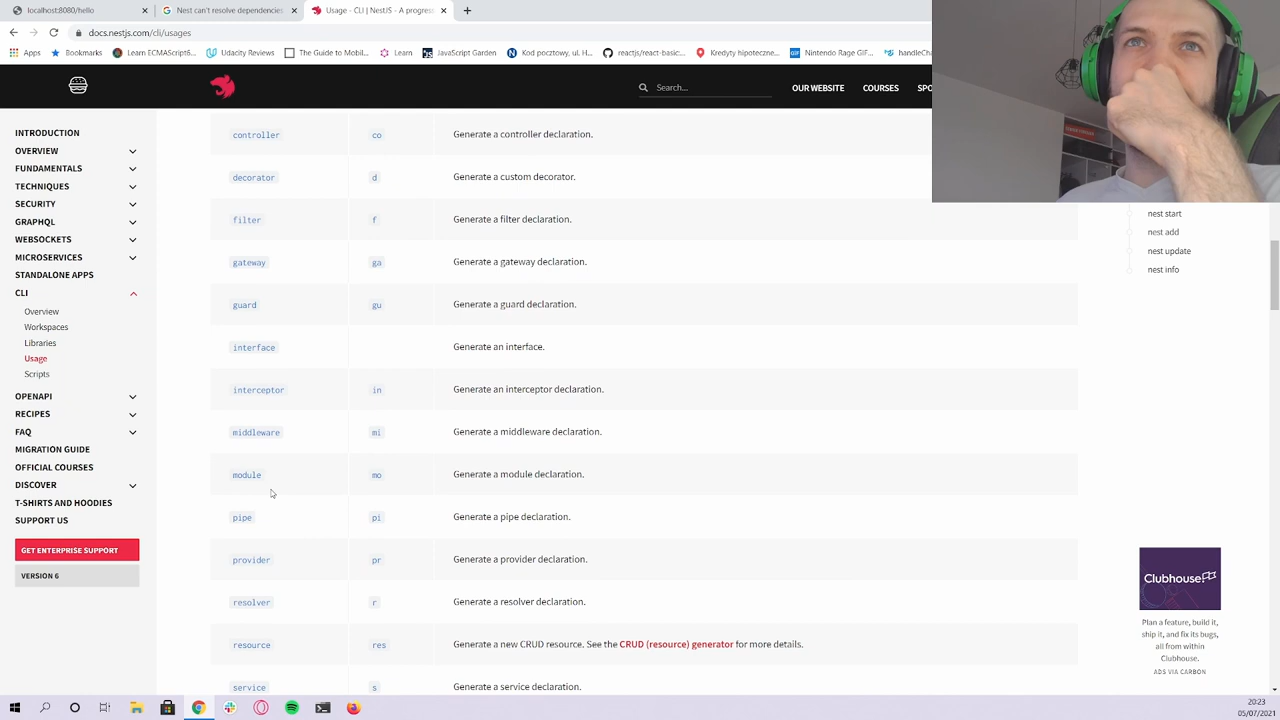 localhost:8080/hello
Nest can't resolve dependencies
Usage - CLI | NestJS - A progres
docs.nestjs.com/cli/usages
Apps
Bookmarks
Learn ECMAScript6...
Udacity Reviews
The Guide to Mobil...
Learn
JavaScript Garden
Kod pocztowy, ul. H...
reactjs/react-basic...
Kredyty hipoteczne...
Nintendo Rage GIF...
handleCha
Search...
OUR WEBSITE
COURSES
SPO
INTRODUCTION
OVERVIEW
FUNDAMENTALS
TECHNIQUES
SECURITY
GRAPHQL
WEBSOCKETS
MICROSERVICES
STANDALONE APPS
CLI
Overview
Workspaces
Libraries
Usage
Scripts
OPENAPI
RECIPES
FAQ
MIGRATION GUIDE
OFFICIAL COURSES
DISCOVER
T-SHIRTS AND HOODIES
SUPPORT US
GET ENTERPRISE SUPPORT
VERSION 6
controller co Generate a controller declaration.
decorator d Generate a custom decorator.
filter f Generate a filter declaration.
gateway ga Generate a gateway declaration.
guard gu Generate a guard declaration.
interface Generate an interface.
interceptor in Generate an interceptor declaration.
middleware mi Generate a middleware declaration.
module mo Generate a module declaration.
pipe pi Generate a pipe declaration.
provider pr Generate a provider declaration.
resolver r Generate a resolver declaration.
resource res Generate a new CRUD resource. See the CRUD (resource) generator for more details.
service s Generate a service declaration.
nest start
nest add
nest update
nest info
Clubhouse
Plan a feature, build it,
ship it, and fix its bugs,
all from within
Clubhouse.
ADS VIA CARBON
20:23
05/07/2021